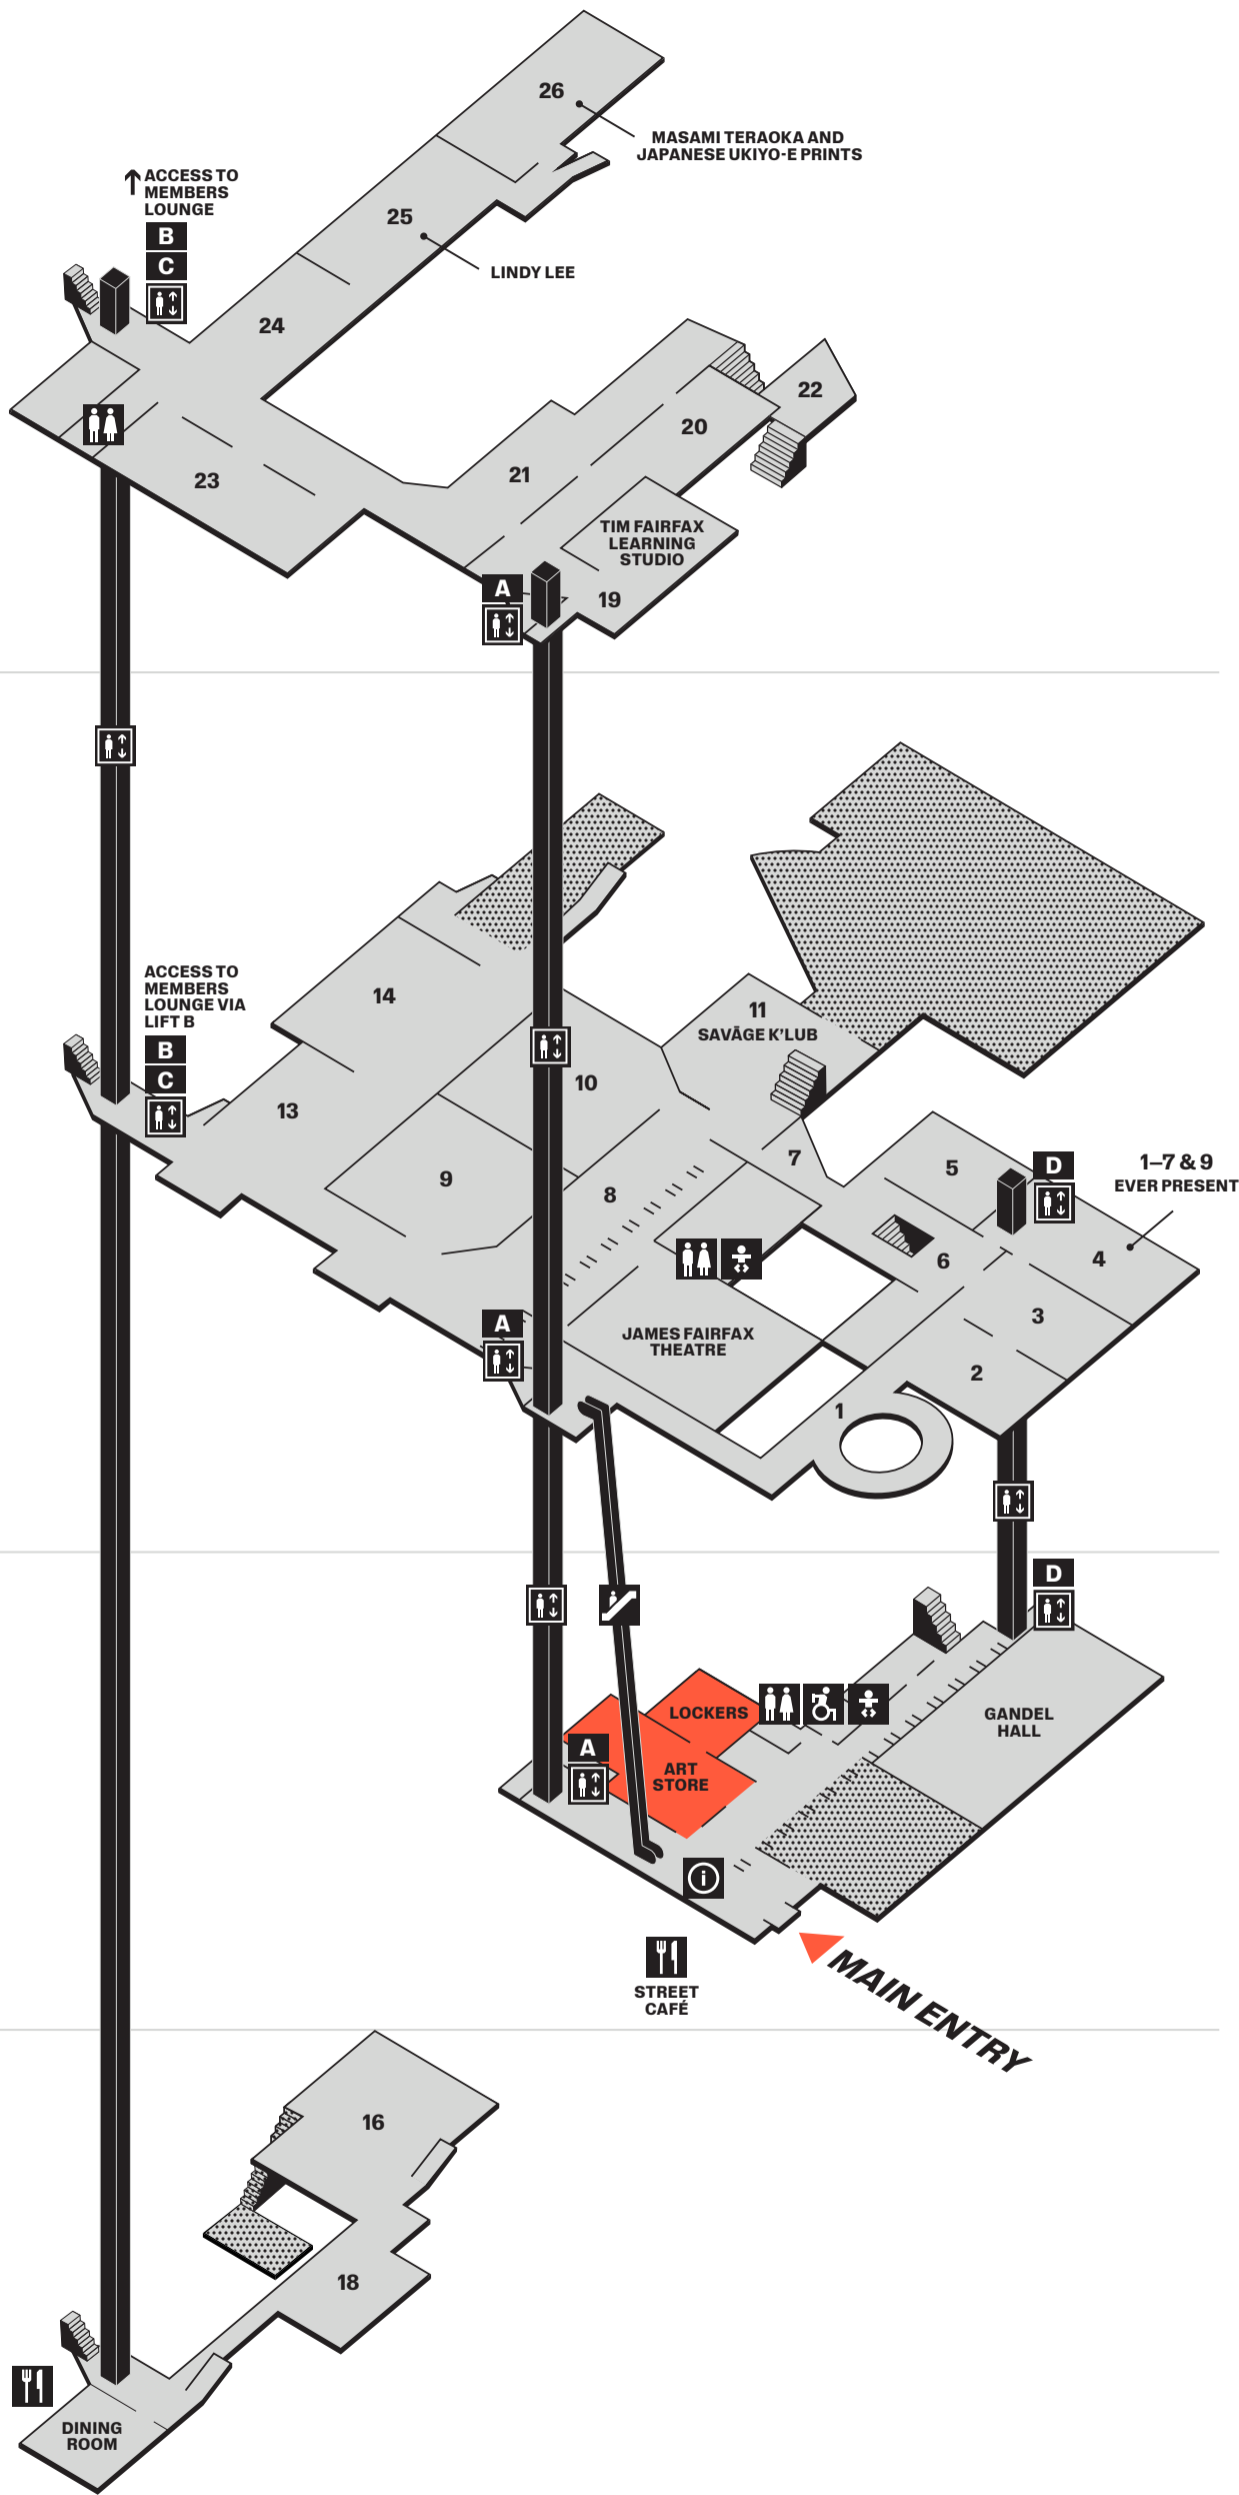 26
MASAMI TERAOKA AND
JAPANESE UKIYO-E PRINTS
ACCESS TO
MEMBERS
LOUNGE
B
C
25
LINDY LEE
24
22
20
21
23
TIM FAIRFAX
LEARNING
STUDIO
A
19
ACCESS TO
MEMBERS
LOUNGE VIA
LIFT B
B
C
14
11
SAVĀGE K'LUB
10
13
9
8
7
5
D
1–7 & 9
EVER PRESENT
6
4
3
2
1
A
JAMES FAIRFAX
THEATRE
D
LOCKERS
GANDEL
HALL
A
ART
STORE
i
STREET
CAFÉ
MAIN ENTRY
16
18
DINING
ROOM